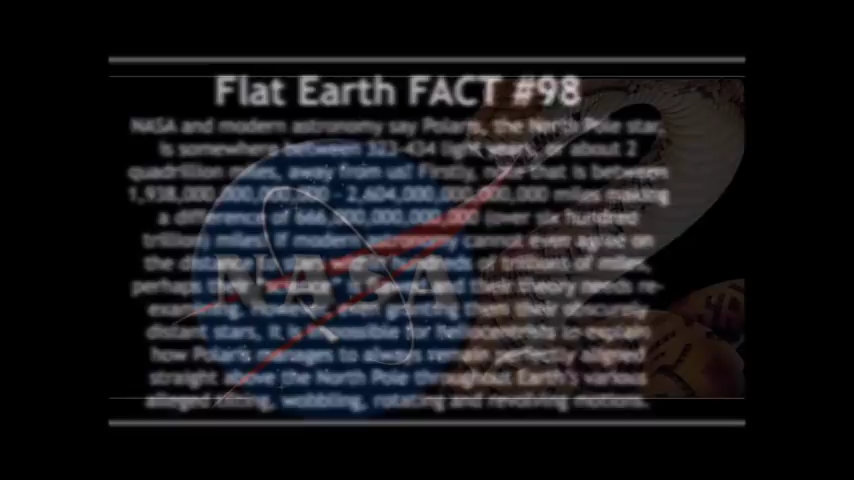 Flat Earth FACT #98
NASA and modern astronomy say Polaris, the North Pole star,
is somewhere between 323-434 light years, or about 2
quadrillion miles, away from us! Firstly, note that is between
1,938,000,000,000,000 - 2,604,000,000,000,000 miles making
a difference of 666,000,000,000,000 (over six hundred
trillion) miles! If modern astronomy cannot even agree on
the distance to stars within hundreds of trillions of miles,
perhaps their "science" is flawed and their theory needs re-
examining. However, even granting them their obscurely
distant stars, it is impossible for heliocentrists to explain
how Polaris manages to always remain perfectly aligned
straight above the North Pole throughout Earth's various
alleged tilting, wobbling, rotating and revolving motions.
NASA